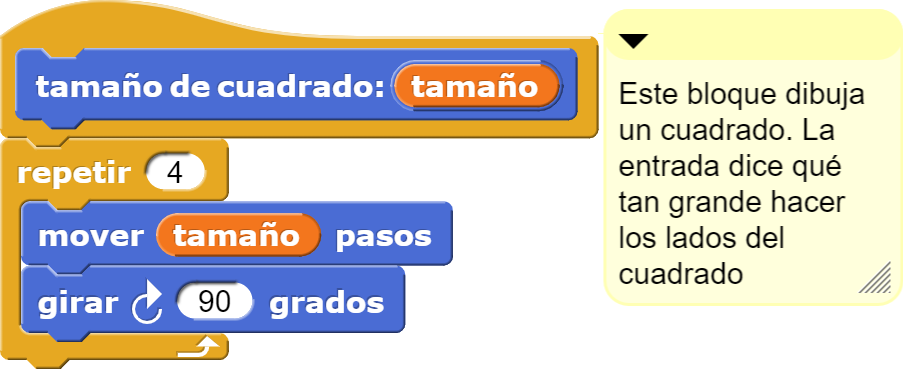 tamaño de cuadrado: tamaño
repetir 4
mover tamaño pasos
girar 90 grados
Este bloque dibuja
un cuadrado. La
entrada dice qué
tan grande hacer
los lados del
cuadrado